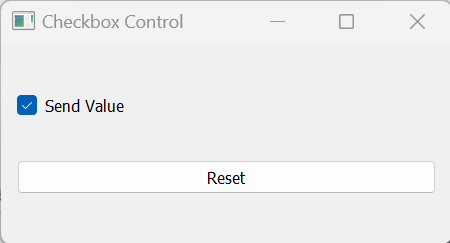 Checkbox Control
Send Value
Reset